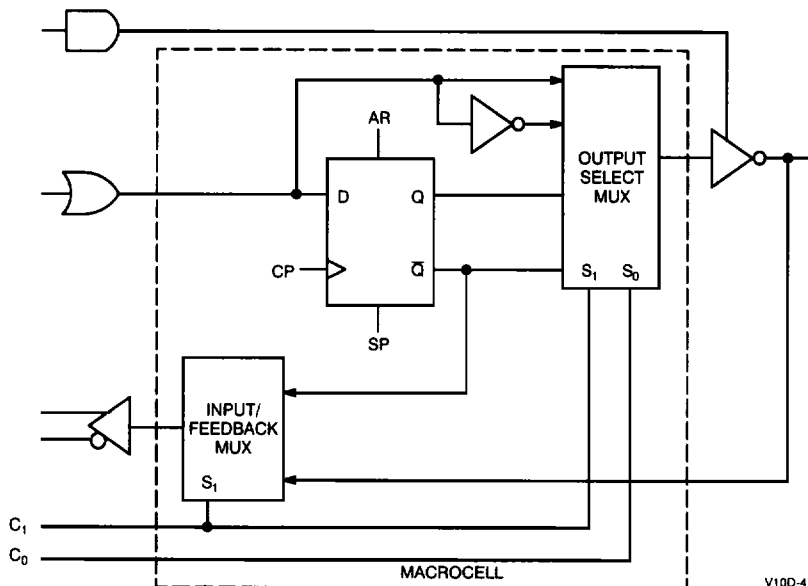 AR
OUTPUT
SELECT
MUX
D
Q
CP
Q̅
S₁
S₀
SP
INPUT/
FEEDBACK
MUX
S₁
C₁
C₀
MACROCELL
V10D-4